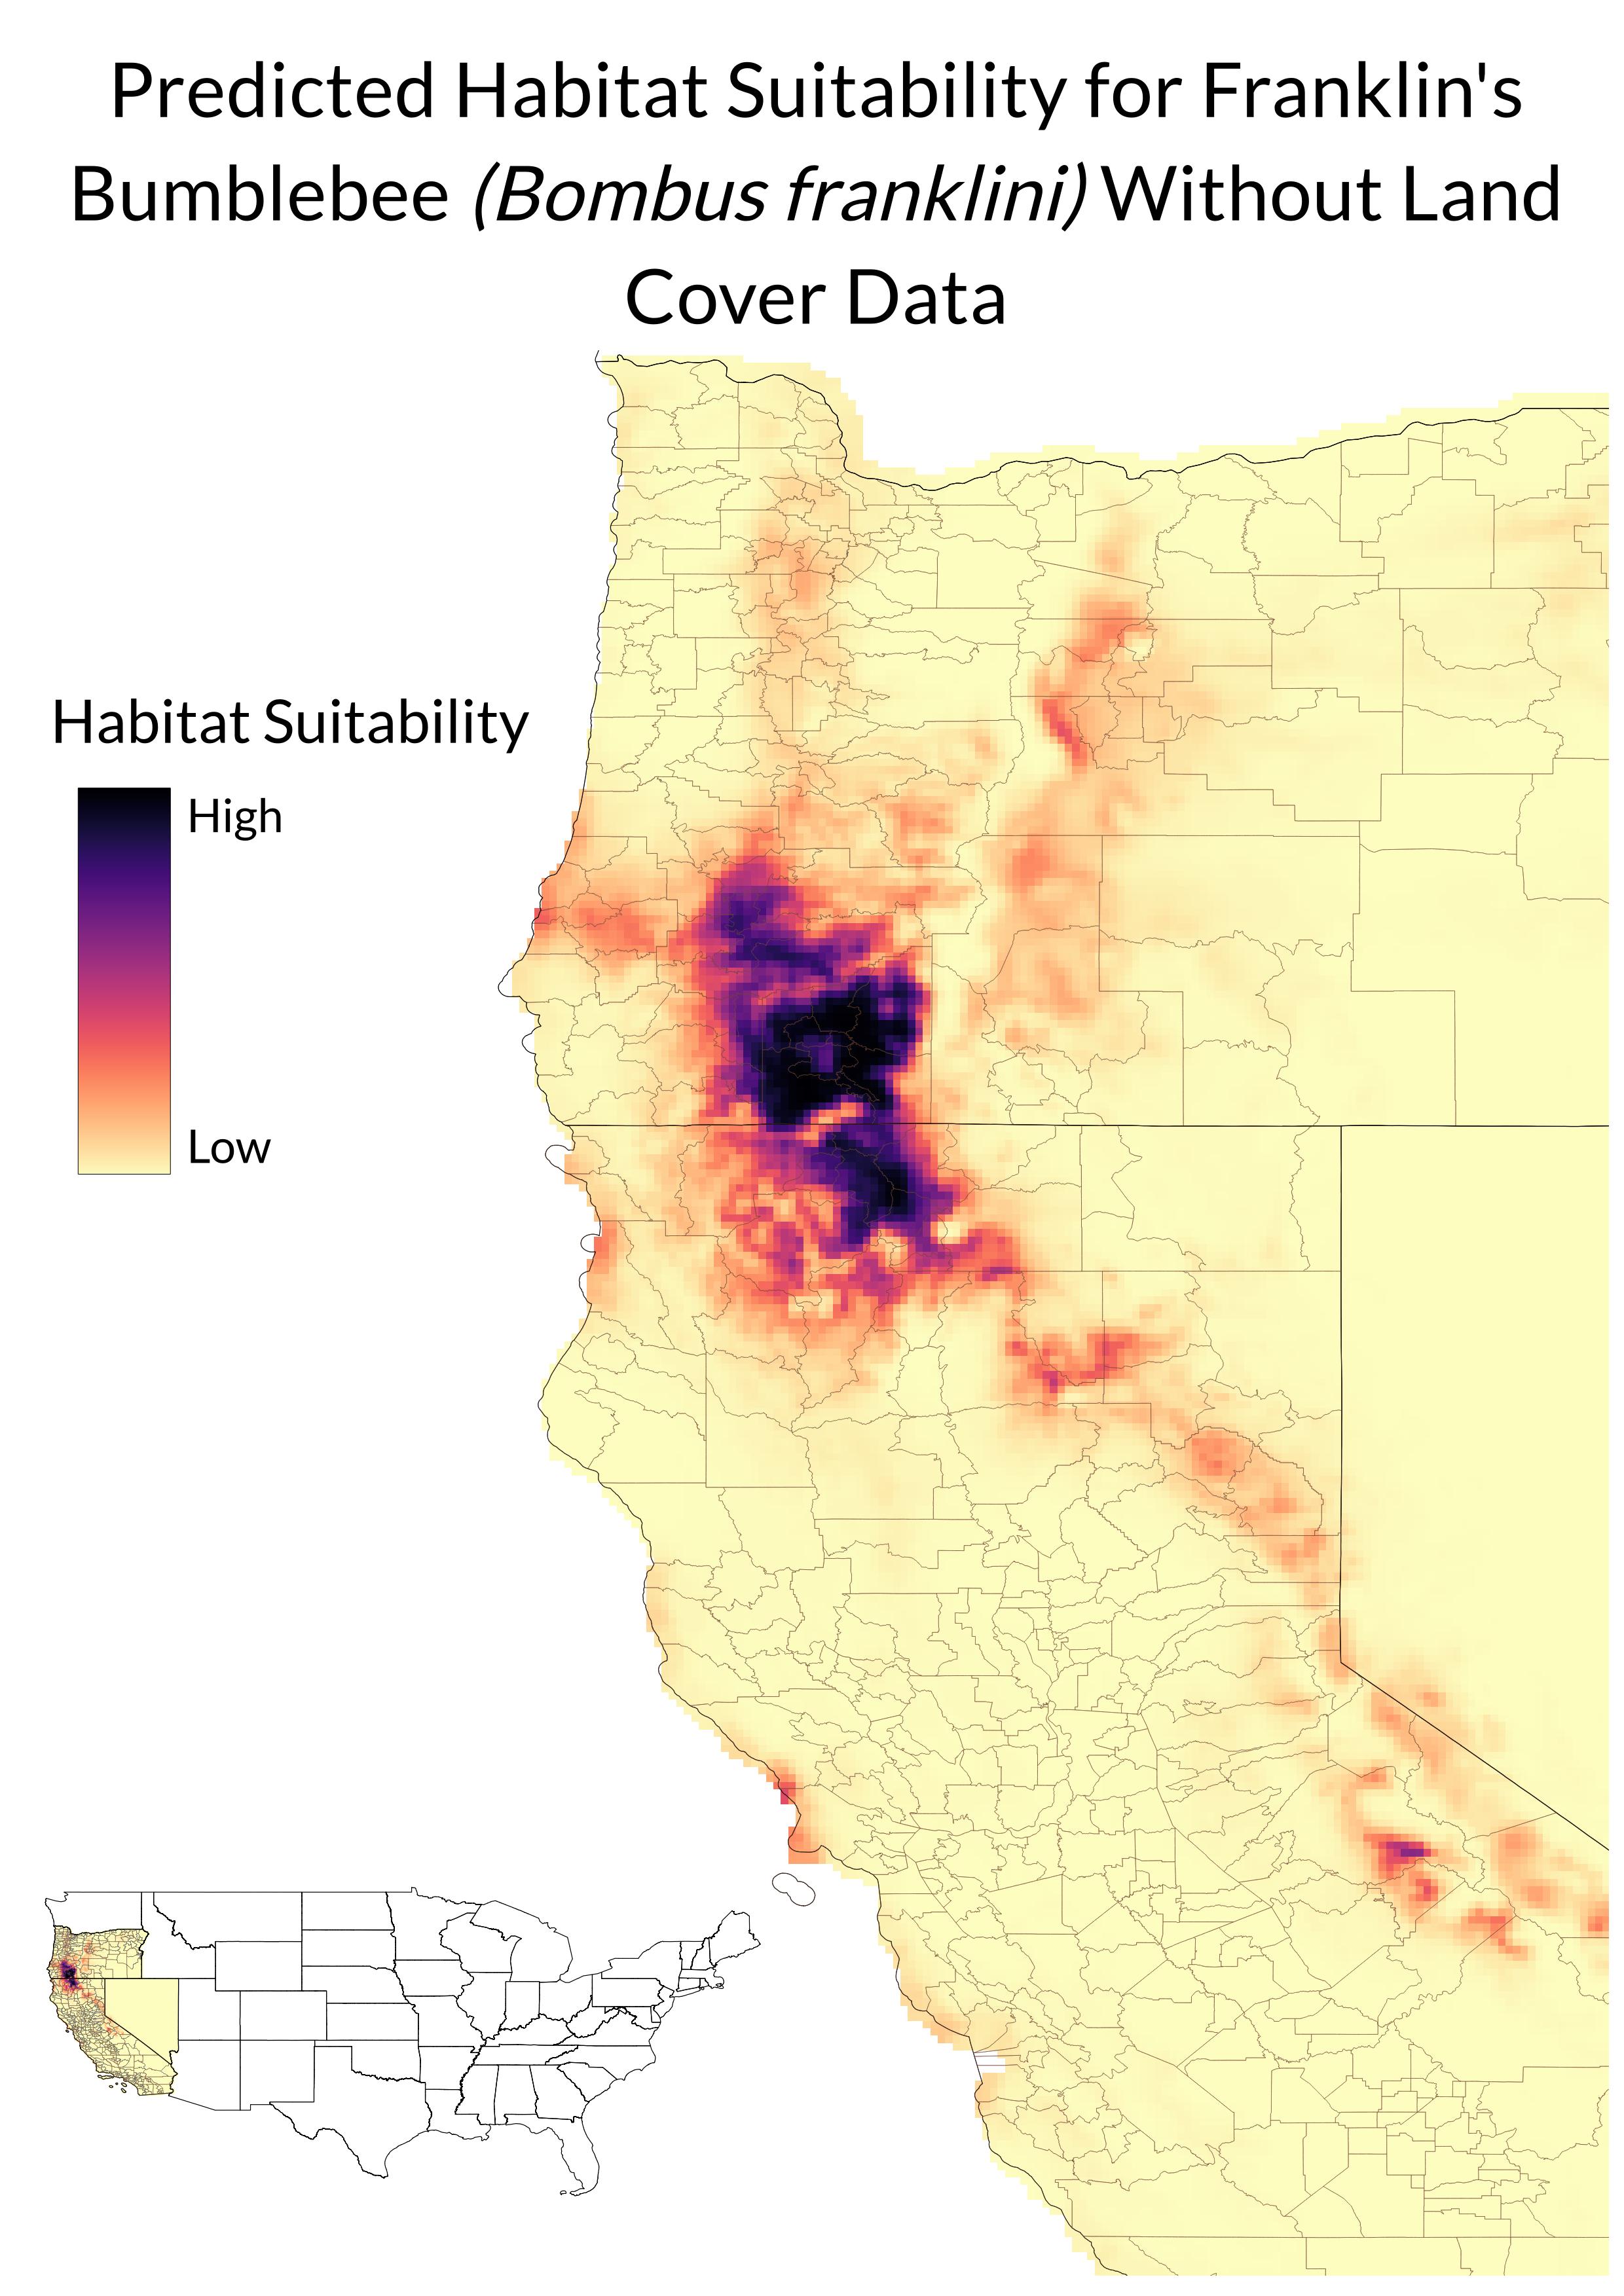 Predicted Habitat Suitability for Franklin's
Bumblebee (Bombus franklini) Without Land
Cover Data
Habitat Suitability
High
Low